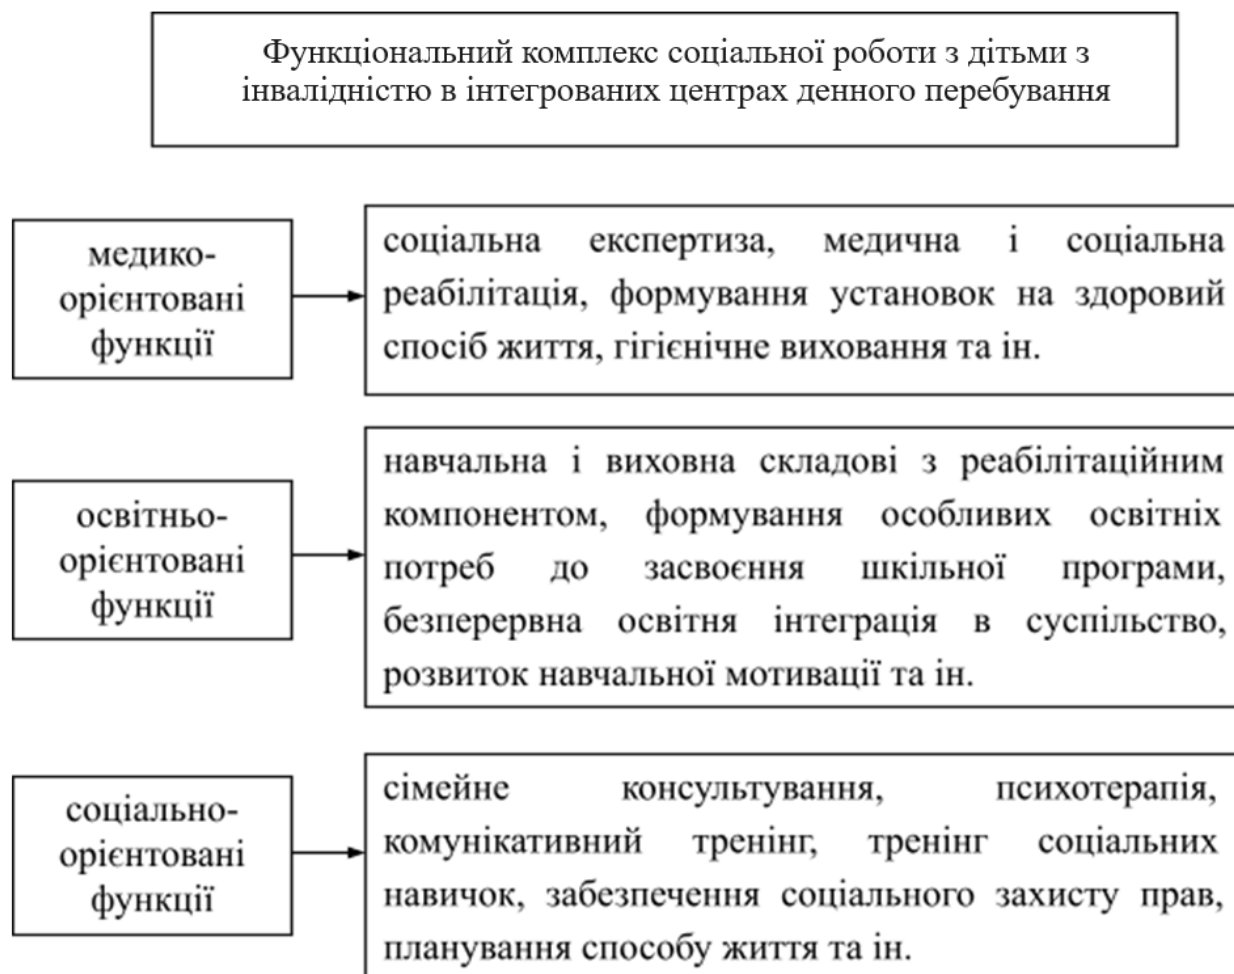 Функціональний комплекс соціальної роботи з дітьми з
інвалідністю в інтегрованих центрах денного перебування
медико-
орієнтовані
функції
соціальна експертиза, медична і соціальна
реабілітація, формування установок на здоровий
спосіб життя, гігієнічне виховання та ін.
освітньо-
орієнтовані
функції
навчальна і виховна складові з реабілітаційним
компонентом, формування особливих освітніх
потреб до засвоєння шкільної програми,
безперервна освітня інтеграція в суспільство,
розвиток навчальної мотивації та ін.
соціально-
орієнтовані
функції
сімейне консультування, психотерапія,
комунікативний тренінг, тренінг соціальних
навичок, забезпечення соціального захисту прав,
планування способу життя та ін.